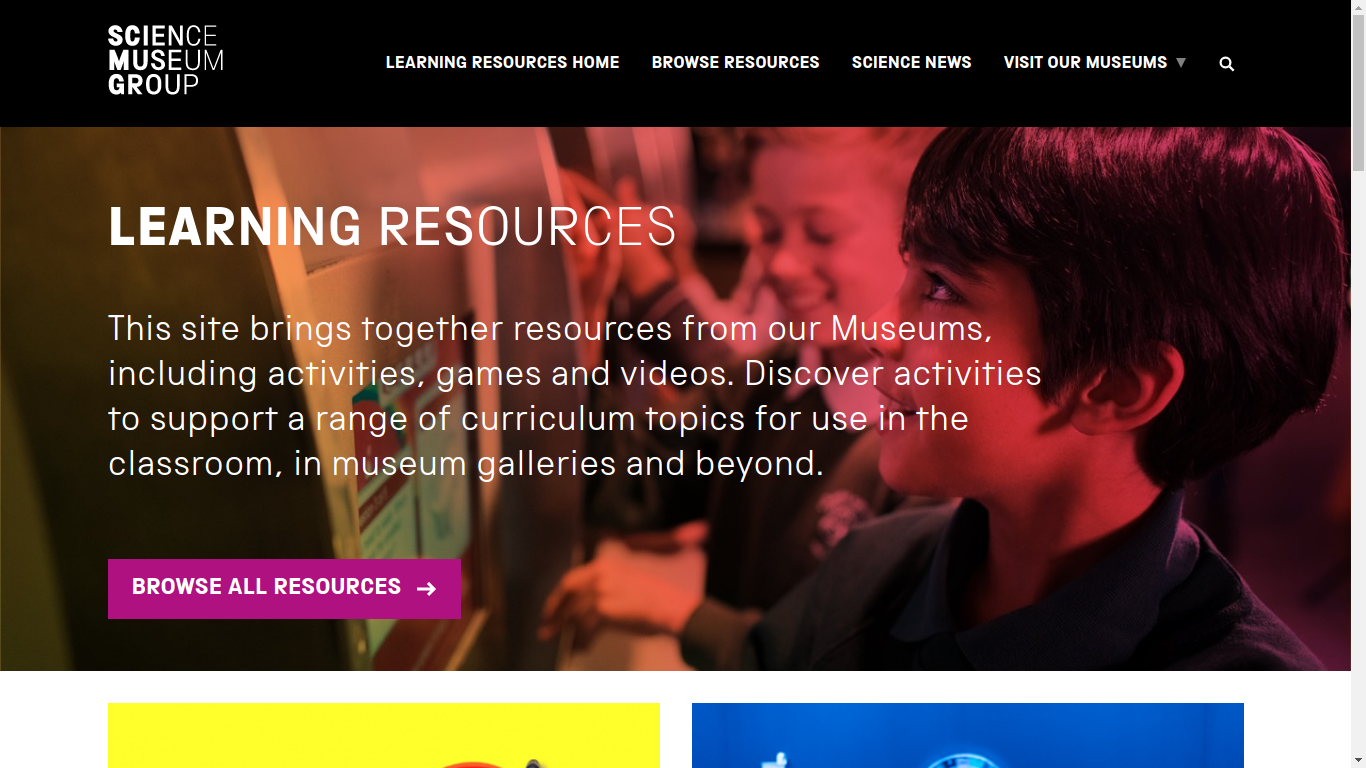 SCIENCE
MUSEUM
GROUP
LEARNING RESOURCES HOME
BROWSE RESOURCES
SCIENCE NEWS
VISIT OUR MUSEUMS
LEARNING RESOURCES
This site brings together resources from our Museums,
including activities, games and videos. Discover activities
to support a range of curriculum topics for use in the
classroom, in museum galleries and beyond.
BROWSE ALL RESOURCES →